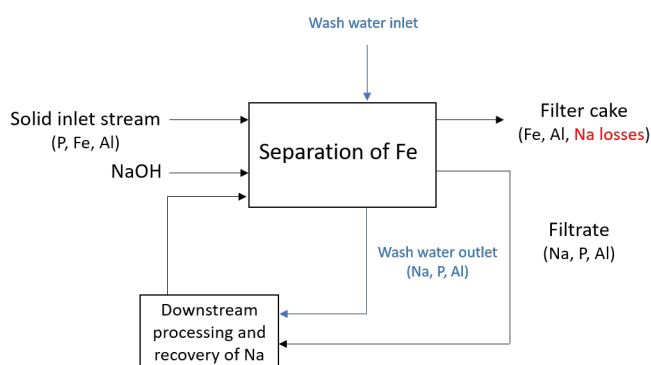 Wash water inlet
Solid inlet stream
(P, Fe, Al)
NaOH
Separation of Fe
Filter cake
(Fe, Al, Na losses)
Filtrate
(Na, P, Al)
Wash water outlet
(Na, P, Al)
Downstream
processing and
recovery of Na